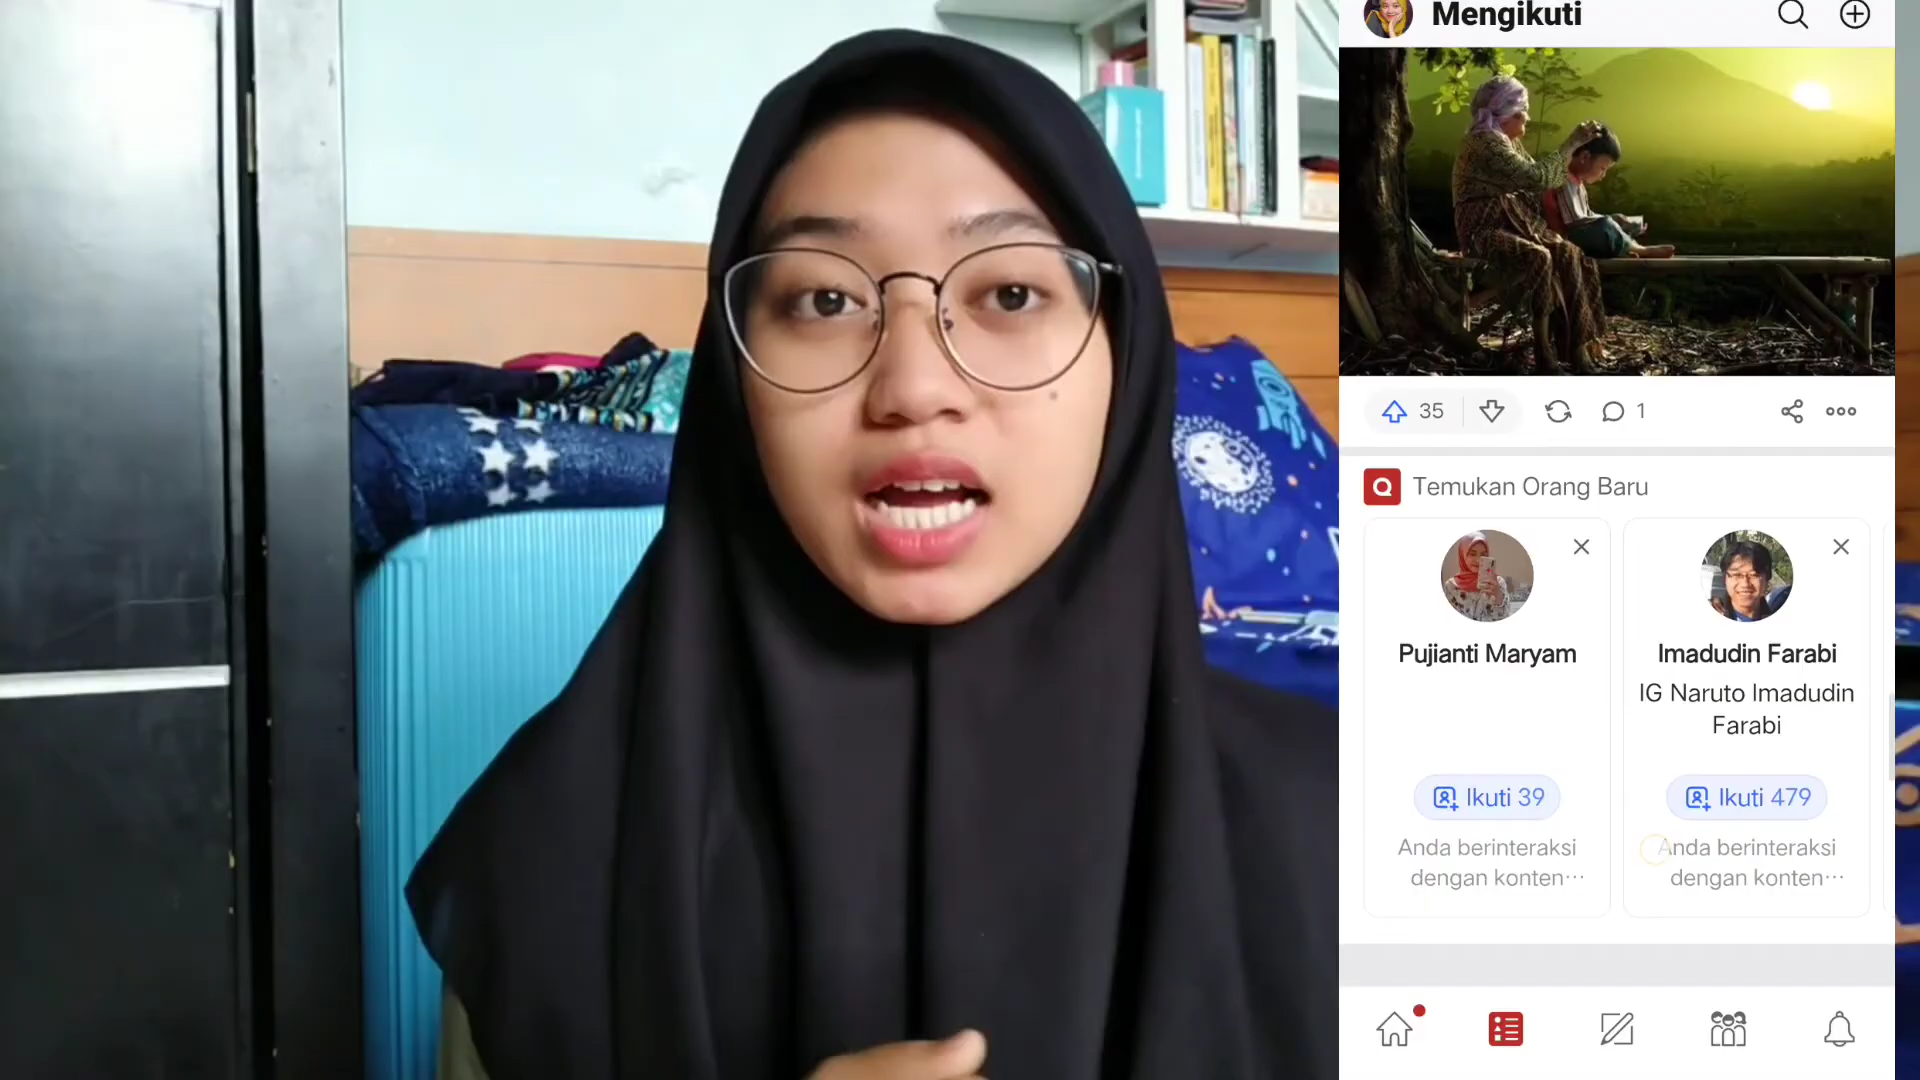 Mengikuti
35
1
Temukan Orang Baru
Pujianti Maryam
Ikuti 39
Anda berinteraksi
dengan konten…
Imadudin Farabi
IG Naruto Imadudin
Farabi
Ikuti 479
Anda berinteraksi
dengan konten…